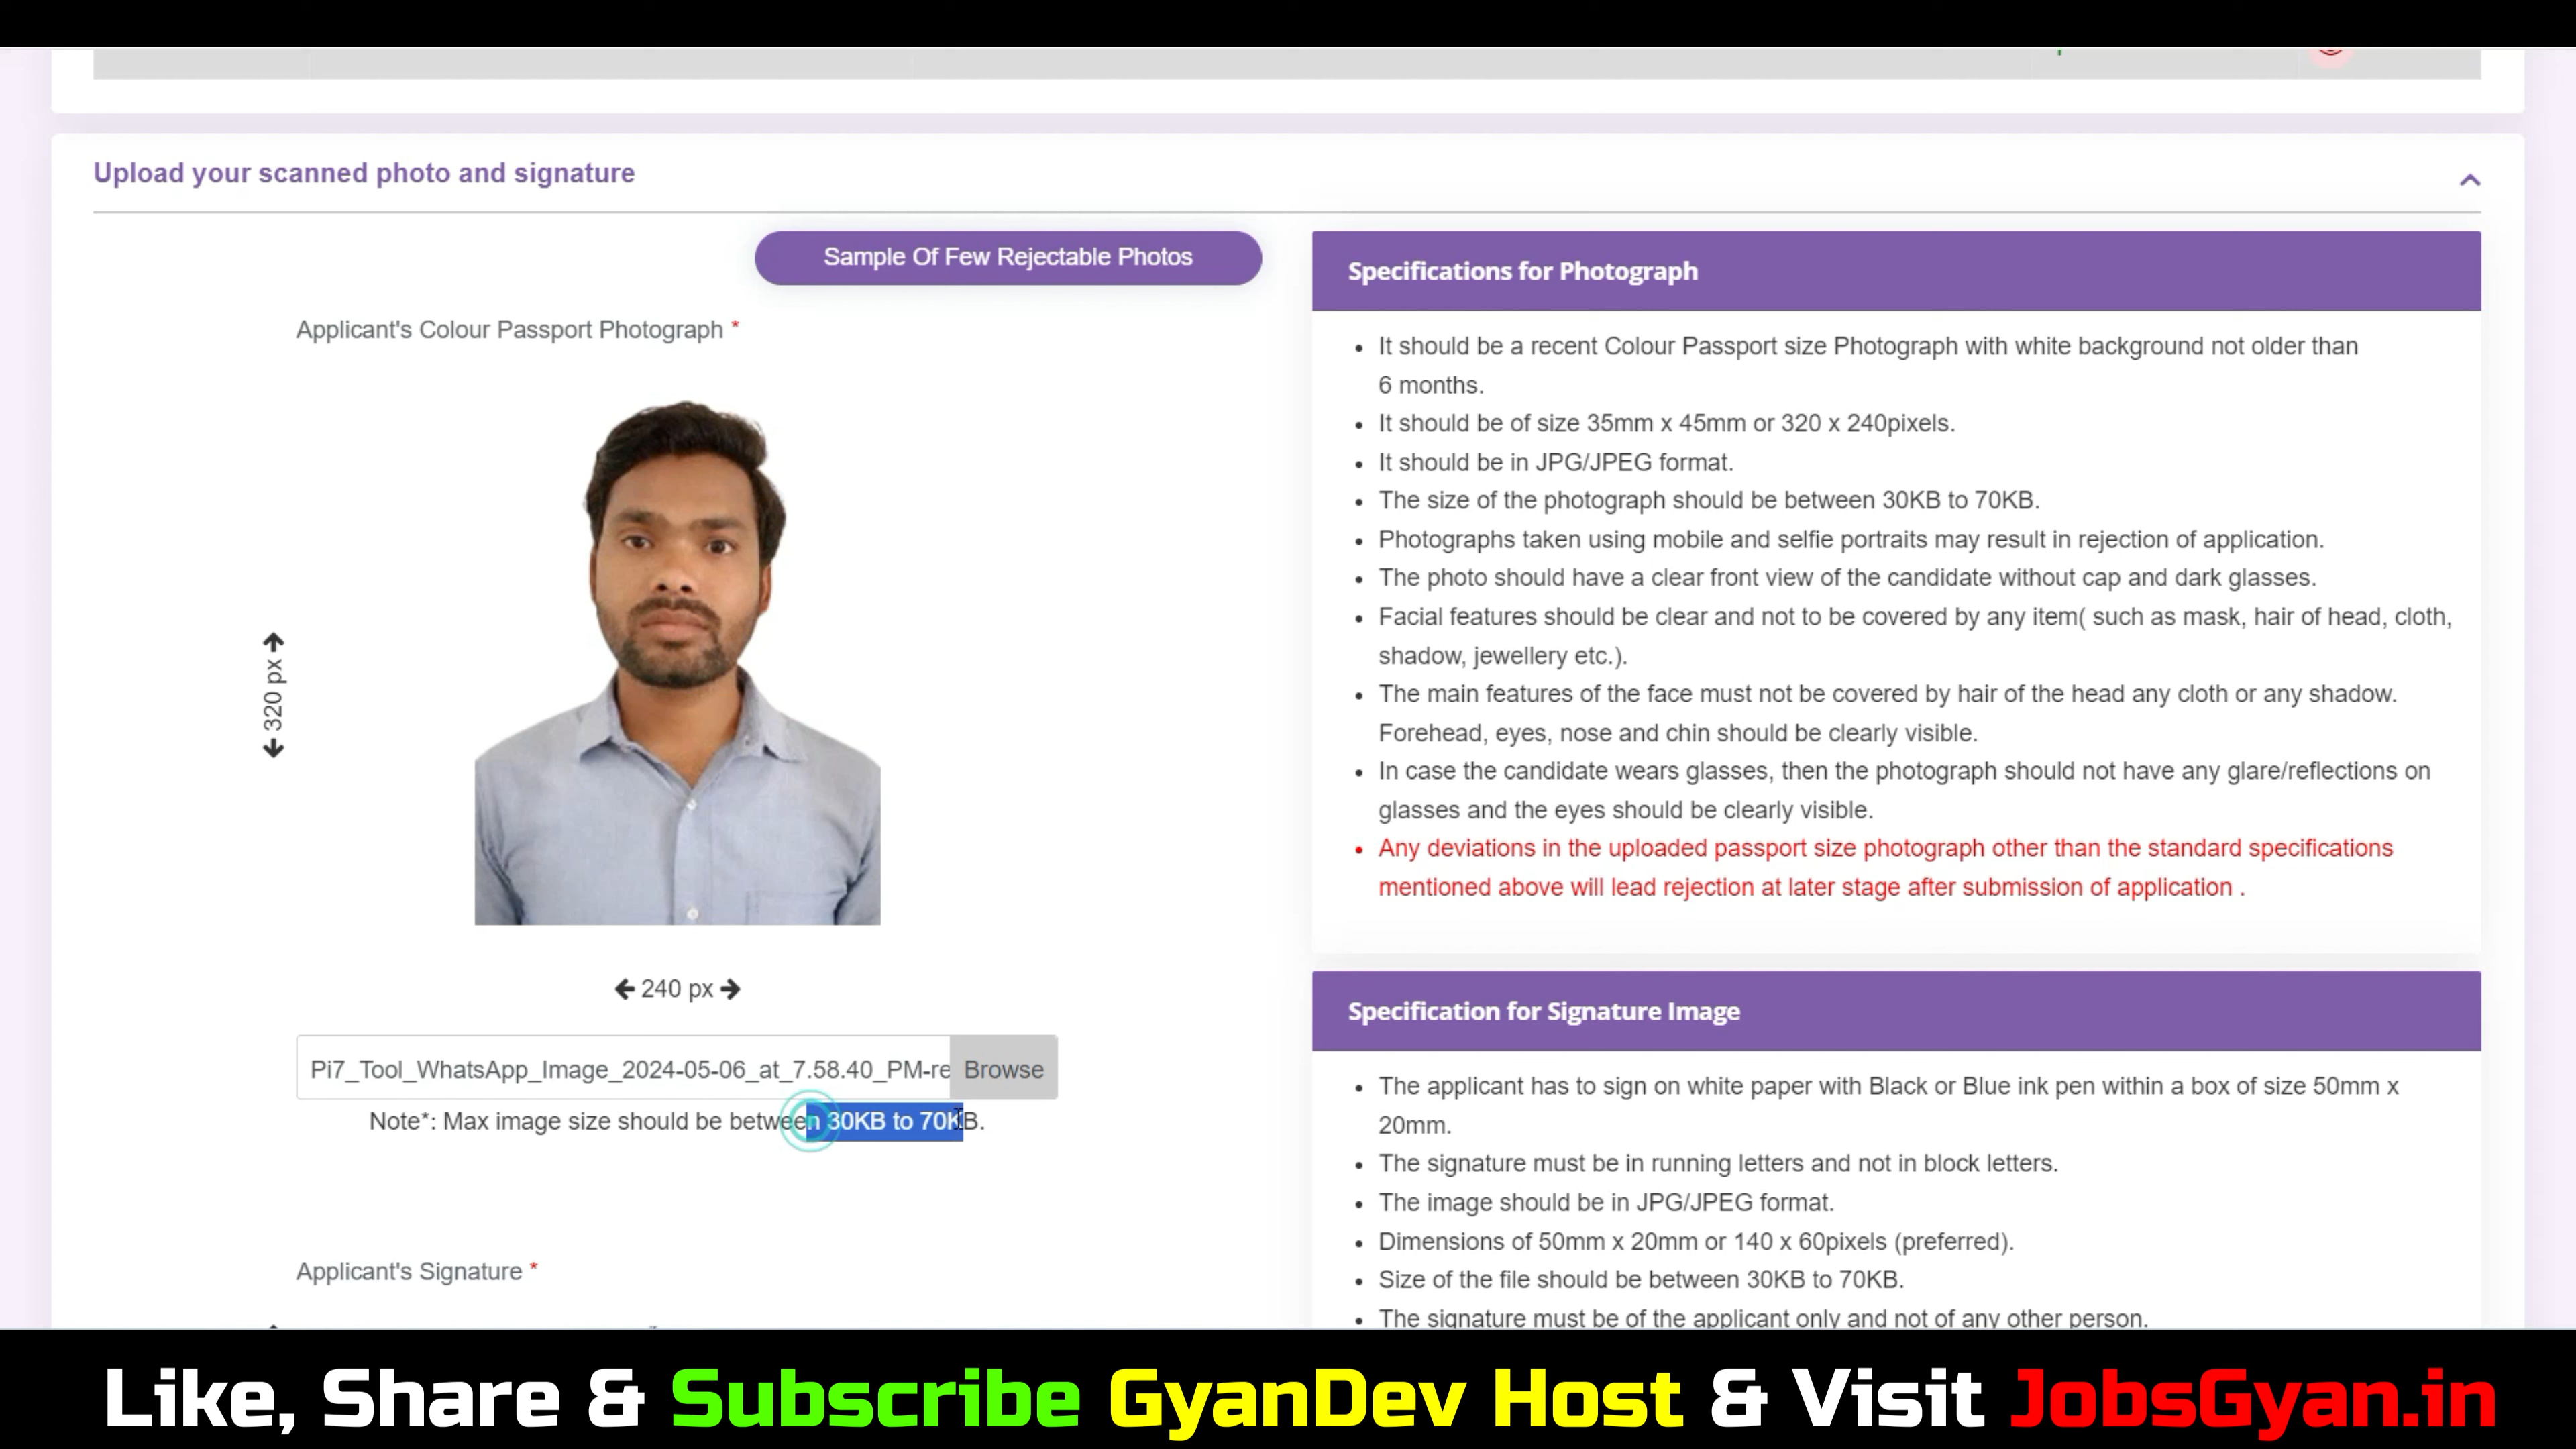 Upload your scanned photo and signature
Sample Of Few Rejectable Photos
Applicant's Colour Passport Photograph *
320 px
240 px
Pi7_Tool_WhatsApp_Image_2024-05-06_at_7.58.40_PM-re
Browse
Note*: Max image size should be between 30KB to 70KB.
Applicant's Signature *
Specifications for Photograph
• It should be a recent Colour Passport size Photograph with white background not older than
6 months.
• It should be of size 35mm x 45mm or 320 x 240pixels.
• It should be in JPG/JPEG format.
• The size of the photograph should be between 30KB to 70KB.
• Photographs taken using mobile and selfie portraits may result in rejection of application.
• The photo should have a clear front view of the candidate without cap and dark glasses.
• Facial features should be clear and not to be covered by any item( such as mask, hair of head, cloth,
shadow, jewellery etc.).
• The main features of the face must not be covered by hair of the head any cloth or any shadow.
Forehead, eyes, nose and chin should be clearly visible.
• In case the candidate wears glasses, then the photograph should not have any glare/reflections on
glasses and the eyes should be clearly visible.
• Any deviations in the uploaded passport size photograph other than the standard specifications
mentioned above will lead rejection at later stage after submission of application .
Specification for Signature Image
• The applicant has to sign on white paper with Black or Blue ink pen within a box of size 50mm x
20mm.
• The signature must be in running letters and not in block letters.
• The image should be in JPG/JPEG format.
• Dimensions of 50mm x 20mm or 140 x 60pixels (preferred).
• Size of the file should be between 30KB to 70KB.
• The signature must be of the applicant only and not of any other person.
Like, Share & Subscribe GyanDev Host & Visit JobsGyan.in